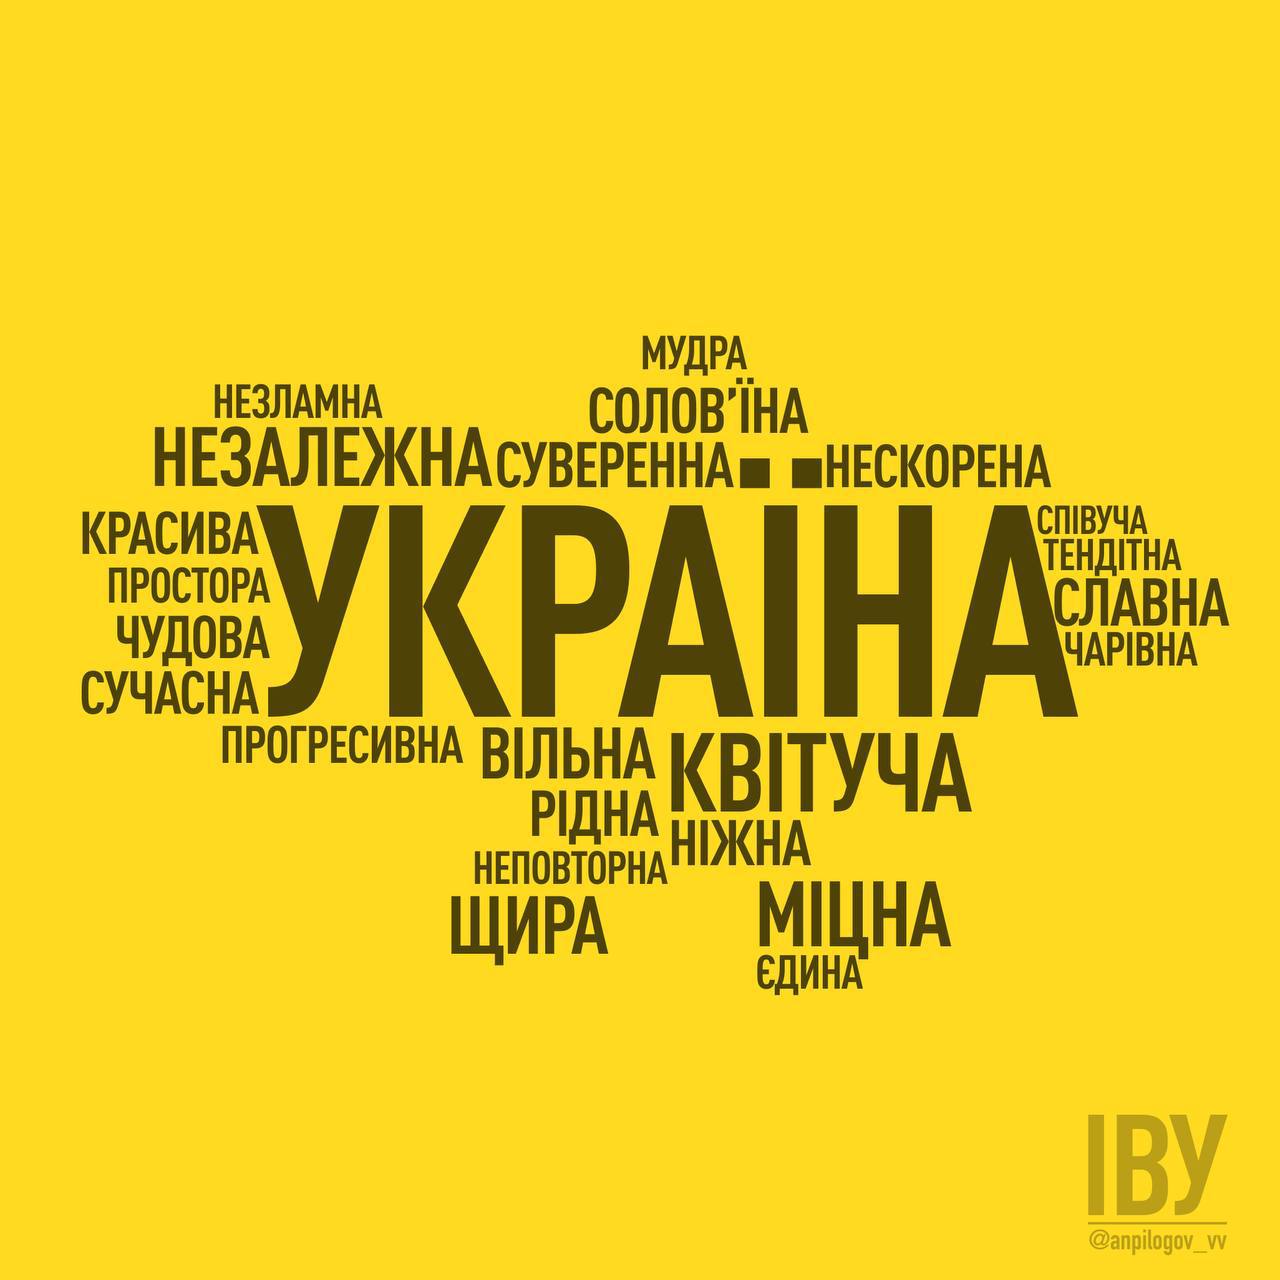 МУДРА
НЕЗЛАМНА
СОЛОВ’ЇНА
НЕЗАЛЕЖНА
СУВЕРЕННА
НЕСКОРЕНА
УКРАЇНА
КРАСИВА
ПРОСТОРА
ЧУДОВА
СУЧАСНА
СПІВУЧА
ТЕНДІТНА
СЛАВНА
ЧАРІВНА
ПРОГРЕСИВНА
ВІЛЬНА
КВІТУЧА
РІДНА
НІЖНА
НЕПОВТОРНА
ЩИРА
МІЦНА
ЄДИНА
ІВУ
@anpilogov_vv